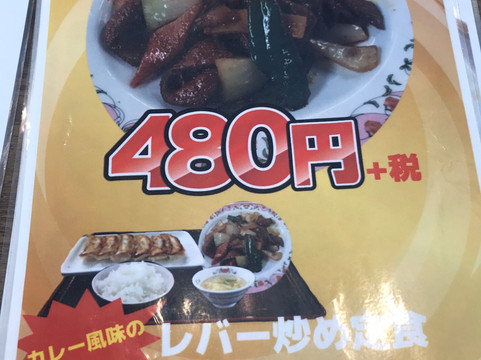 480円+税
カレー風味の
レバー炒め定食